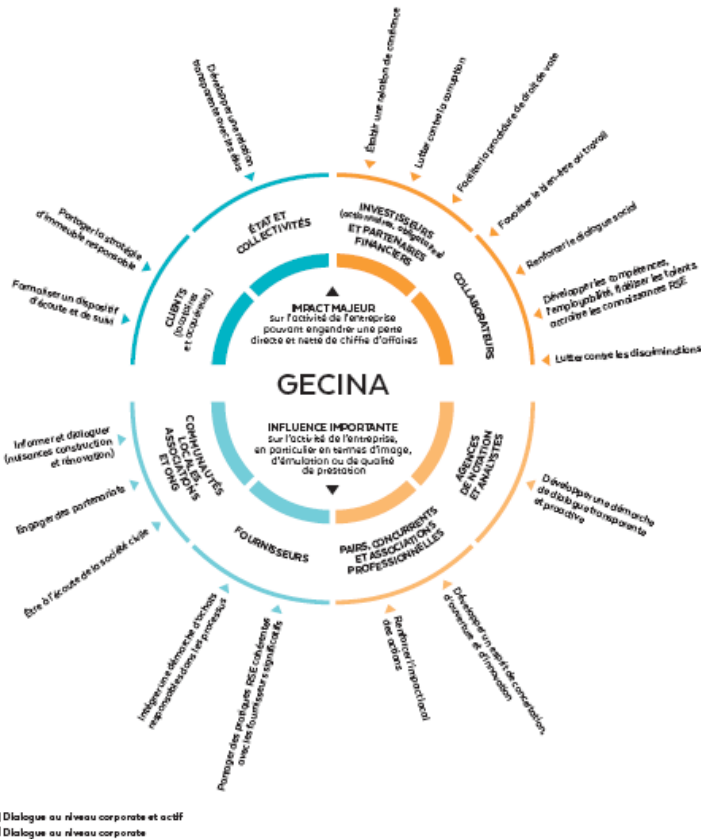 Développer une relation
transparente avec les élus
Établir une relation de confiance
Lutter contre la corruption
Faciliter la procédure de droit de vote
Favoriser le bien-être au travail
Renforcer le dialogue social
Développer les compétences,
l'employabilité, fidéliser les talents
accroître les connaissances RSE
Lutter contre les discriminations
Partager la stratégie
d'immeuble responsable
Formaliser un dispositif
d'écoute et de suivi
ÉTAT ET
COLLECTIVITÉS
INVESTISSEURS
(actionnaires, obligataires)
ET PARTENAIRES
FINANCIERS
CLIENTS
(locataires
et acquéreurs)
COLLABORATEURS
IMPACT MAJEUR
sur l'activité de l'entreprise
pouvant engendrer une perte
directe et nette de chiffre d'affaires
GECINA
INFLUENCE IMPORTANTE
sur l'activité de l'entreprise,
en particulier en termes d'image,
d'émulation ou de qualité
de prestation
COMMUNAUTÉS
LOCALES,
ASSOCIATIONS
ET ONG
AGENCES
DE NOTATION
ET ANALYSTES
FOURNISSEURS
PAIRS, CONCURRENTS
ET ASSOCIATIONS
PROFESSIONNELLES
Informer et dialoguer
(nuisances construction
et rénovation)
Engager des partenariats
Être à l'écoute de la société civile
Intégrer une démarche d'achats
responsables dans les processus
Partager des pratiques RSE cohérentes
avec les fournisseurs significatifs
Renforcer l'impact local
des actions
Développer un esprit de concertation,
d'ouverture et d'innovation
Développer une démarche
de dialogue transparente
et proactive
Dialogue au niveau corporate et actif
Dialogue au niveau corporate